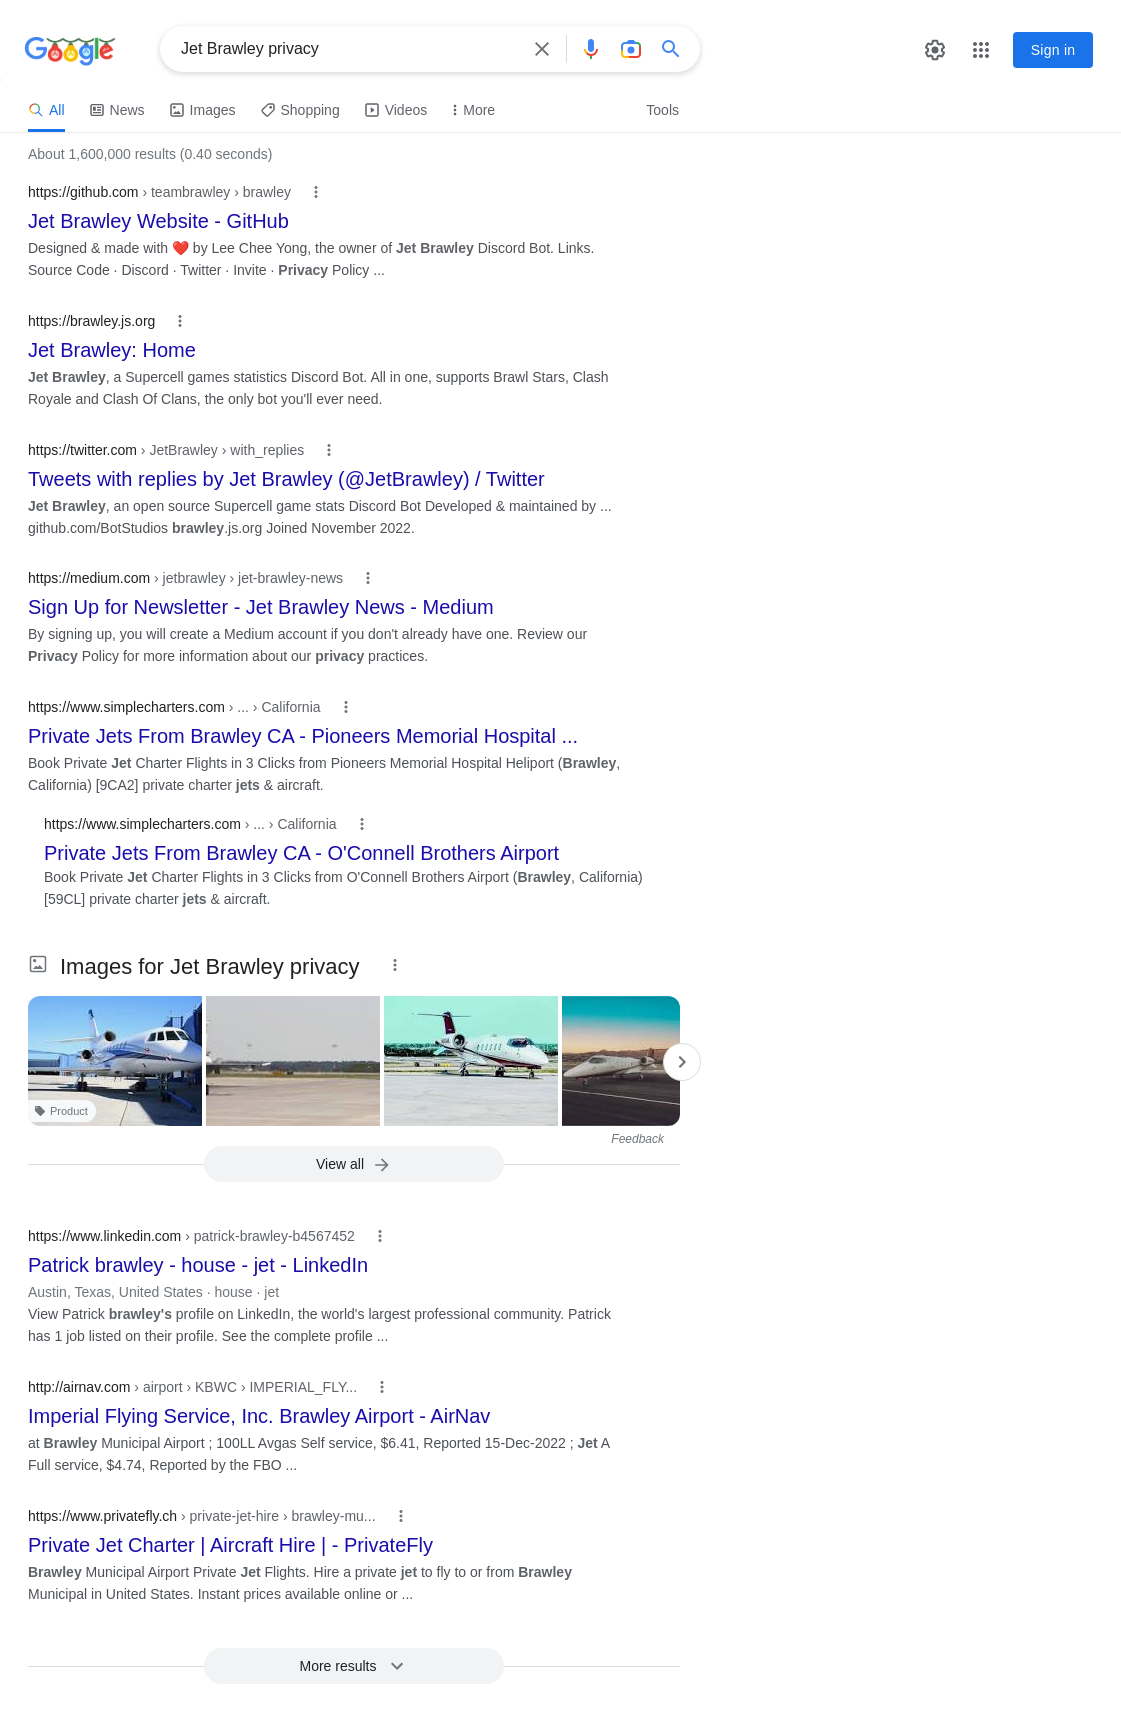 Google
Jet Brawley privacy
Sign in
All
News
Images
Shopping
Videos
More
Tools
About 1,600,000 results (0.40 seconds)
https://github.com › teambrawley › brawley
Jet Brawley Website - GitHub
Designed & made with ❤️ by Lee Chee Yong, the owner of Jet Brawley Discord Bot. Links.
Source Code · Discord · Twitter · Invite · Privacy Policy ...
https://brawley.js.org
Jet Brawley: Home
Jet Brawley, a Supercell games statistics Discord Bot. All in one, supports Brawl Stars, Clash
Royale and Clash Of Clans, the only bot you'll ever need.
https://twitter.com › JetBrawley › with_replies
Tweets with replies by Jet Brawley (@JetBrawley) / Twitter
Jet Brawley, an open source Supercell game stats Discord Bot Developed & maintained by ...
github.com/BotStudios brawley.js.org Joined November 2022.
https://medium.com › jetbrawley › jet-brawley-news
Sign Up for Newsletter - Jet Brawley News - Medium
By signing up, you will create a Medium account if you don't already have one. Review our
Privacy Policy for more information about our privacy practices.
https://www.simplecharters.com › ... › California
Private Jets From Brawley CA - Pioneers Memorial Hospital ...
Book Private Jet Charter Flights in 3 Clicks from Pioneers Memorial Hospital Heliport (Brawley,
California) [9CA2] private charter jets & aircraft.
https://www.simplecharters.com › ... › California
Private Jets From Brawley CA - O'Connell Brothers Airport
Book Private Jet Charter Flights in 3 Clicks from O'Connell Brothers Airport (Brawley, California)
[59CL] private charter jets & aircraft.
Images for Jet Brawley privacy
Product
Feedback
View all
https://www.linkedin.com › patrick-brawley-b4567452
Patrick brawley - house - jet - LinkedIn
Austin, Texas, United States · house · jet
View Patrick brawley's profile on LinkedIn, the world's largest professional community. Patrick
has 1 job listed on their profile. See the complete profile ...
http://airnav.com › airport › KBWC › IMPERIAL_FLY...
Imperial Flying Service, Inc. Brawley Airport - AirNav
at Brawley Municipal Airport ; 100LL Avgas Self service, $6.41, Reported 15-Dec-2022 ; Jet A
Full service, $4.74, Reported by the FBO ...
https://www.privatefly.ch › private-jet-hire › brawley-mu...
Private Jet Charter | Aircraft Hire | - PrivateFly
Brawley Municipal Airport Private Jet Flights. Hire a private jet to fly to or from Brawley
Municipal in United States. Instant prices available online or ...
More results